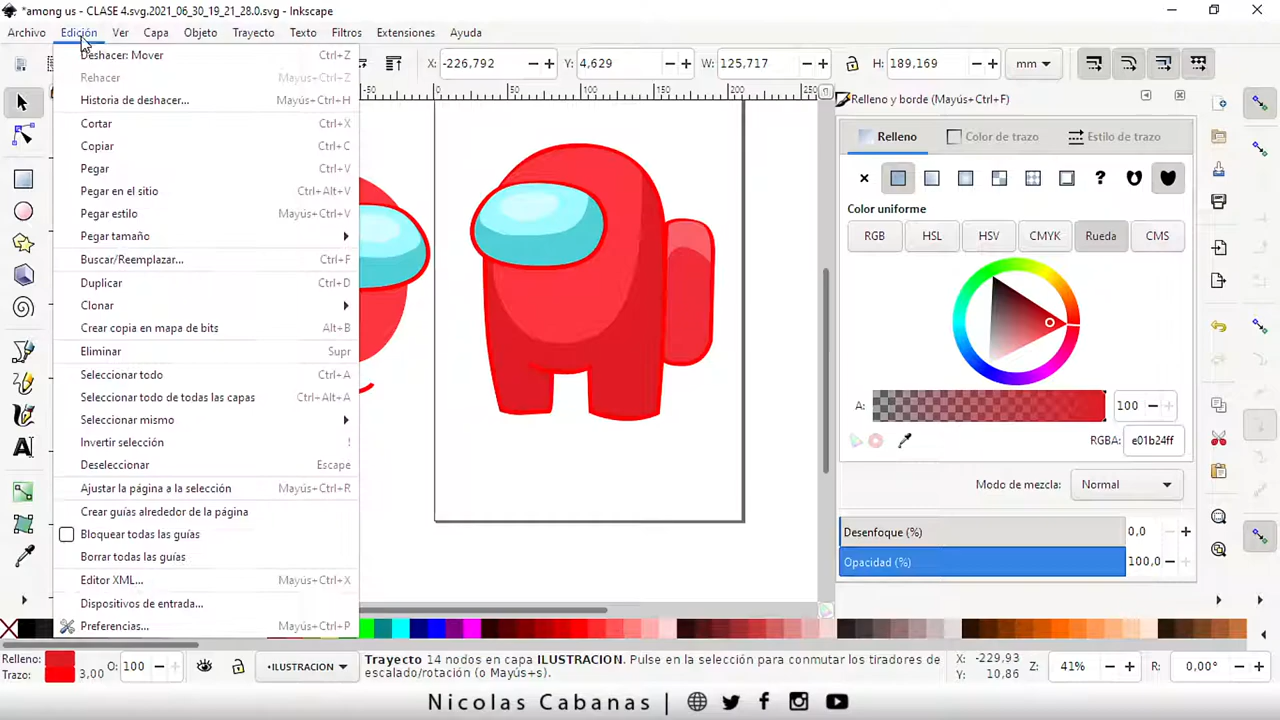 *among us - CLASE 4.svg.2021_06_30_19_21_28.0.svg - Inkscape
Archivo Edición Ver Capa Objeto Trayecto Texto Filtros Extensiones Ayuda
X: -226,792 Y: 4,629 W: 125,717 H: 189,169 mm
Deshacer: Mover Ctrl+Z
Rehacer Mayús+Ctrl+Z
Historia de deshacer... Mayús+Ctrl+H
Cortar Ctrl+X
Copiar Ctrl+C
Pegar Ctrl+V
Pegar en el sitio Ctrl+Alt+V
Pegar estilo Mayús+Ctrl+V
Pegar tamaño
Buscar/Reemplazar... Ctrl+F
Duplicar Ctrl+D
Clonar
Crear copia en mapa de bits Alt+B
Eliminar Supr
Seleccionar todo Ctrl+A
Seleccionar todo de todas las capas Ctrl+Alt+A
Seleccionar mismo
Invertir selección !
Deseleccionar Escape
Ajustar la página a la selección Mayús+Ctrl+R
Crear guías alrededor de la página
Bloquear todas las guías
Borrar todas las guías
Editor XML... Mayús+Ctrl+X
Dispositivos de entrada...
Preferencias... Mayús+Ctrl+P
-50 0 50 100 150 200 250
Relleno y borde (Mayús+Ctrl+F)
Relleno Color de trazo Estilo de trazo
?
Color uniforme
RGB HSL HSV CMYK Rueda CMS
A: 100
RGBA: e01b24ff
Modo de mezcla: Normal
Desenfoque (%) 0,0
Opacidad (%) 100,0
Relleno:
Trazo: 3,00
O: 100
•ILUSTRACION
Trayecto 14 nodos en capa ILUSTRACION. Pulse en la selección para conmutar los tiradores de
escalado/rotación (o Mayús+s).
X: -229,93
Y: 10,86
Z: 41%
R: 0,00°
Nicolas Cabanas |